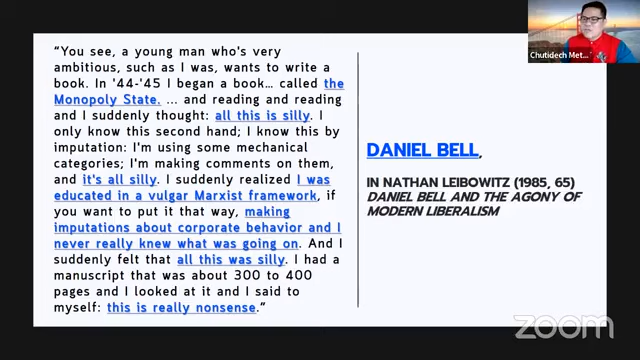 “You see, a young man who's very
ambitious, such as I was, wants to write a
book. In '44-'45 I began a book... called the
Monopoly State. ... and reading and reading
and I suddenly thought: all this is silly. I
only know this second hand; I know this by
imputation: I'm using some mechanical
categories; I'm making comments on them,
and it's all silly. I suddenly realized I was
educated in a vulgar Marxist framework, if
you want to put it that way, making
imputations about corporate behavior and I
never really knew what was going on. And I
suddenly felt that all this was silly. I had a
manuscript that was about 300 to 400
pages and I looked at it and I said to
myself: this is really nonsense.”
DANIEL BELL,
IN NATHAN LEIBOWITZ (1985, 65)
DANIEL BELL AND THE AGONY OF
MODERN LIBERALISM
Chutidech Met...
zoom